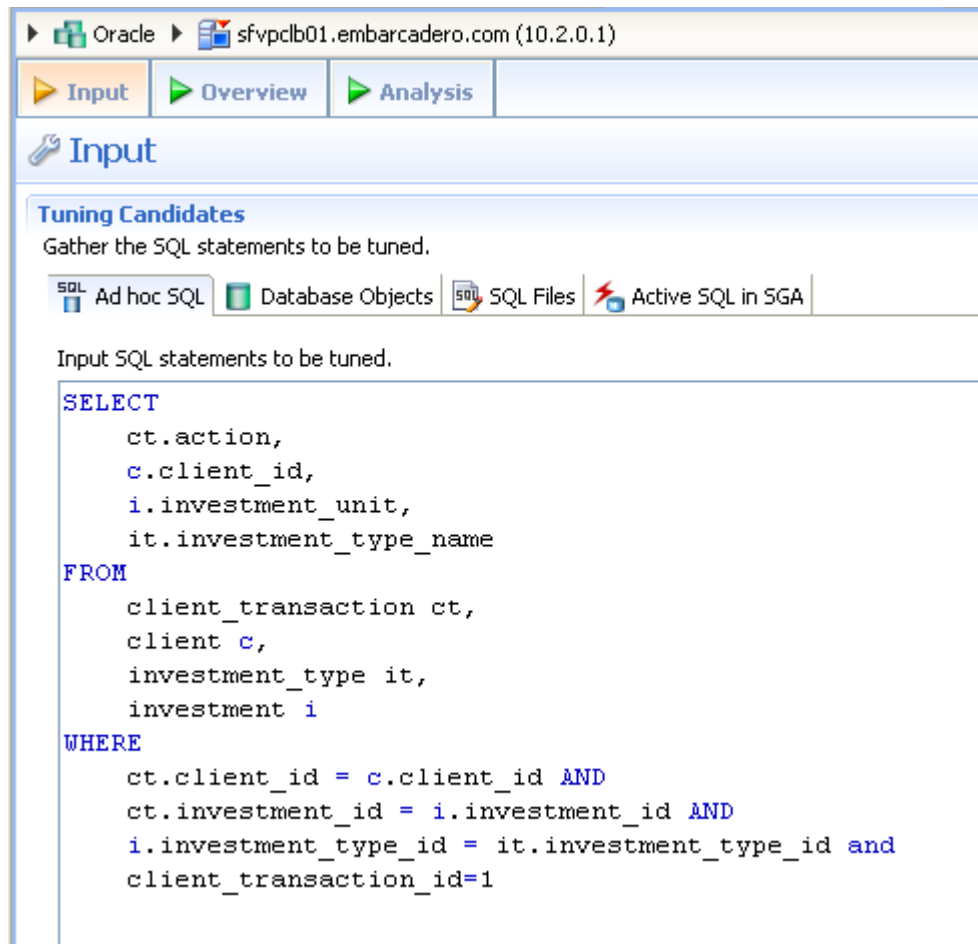 Oracle sfvpclb01.embarcadero.com (10.2.0.1)
Input Overview Analysis
Input
Tuning Candidates
Gather the SQL statements to be tuned.
SQL Ad hoc SQL Database Objects SQL SQL Files Active SQL in SGA
Input SQL statements to be tuned.
SELECT
ct.action,
c.client_id,
i.investment_unit,
it.investment_type_name
FROM
client_transaction ct,
client c,
investment_type it,
investment i
WHERE
ct.client_id = c.client_id AND
ct.investment_id = i.investment_id AND
i.investment_type_id = it.investment_type_id and
client_transaction_id=1